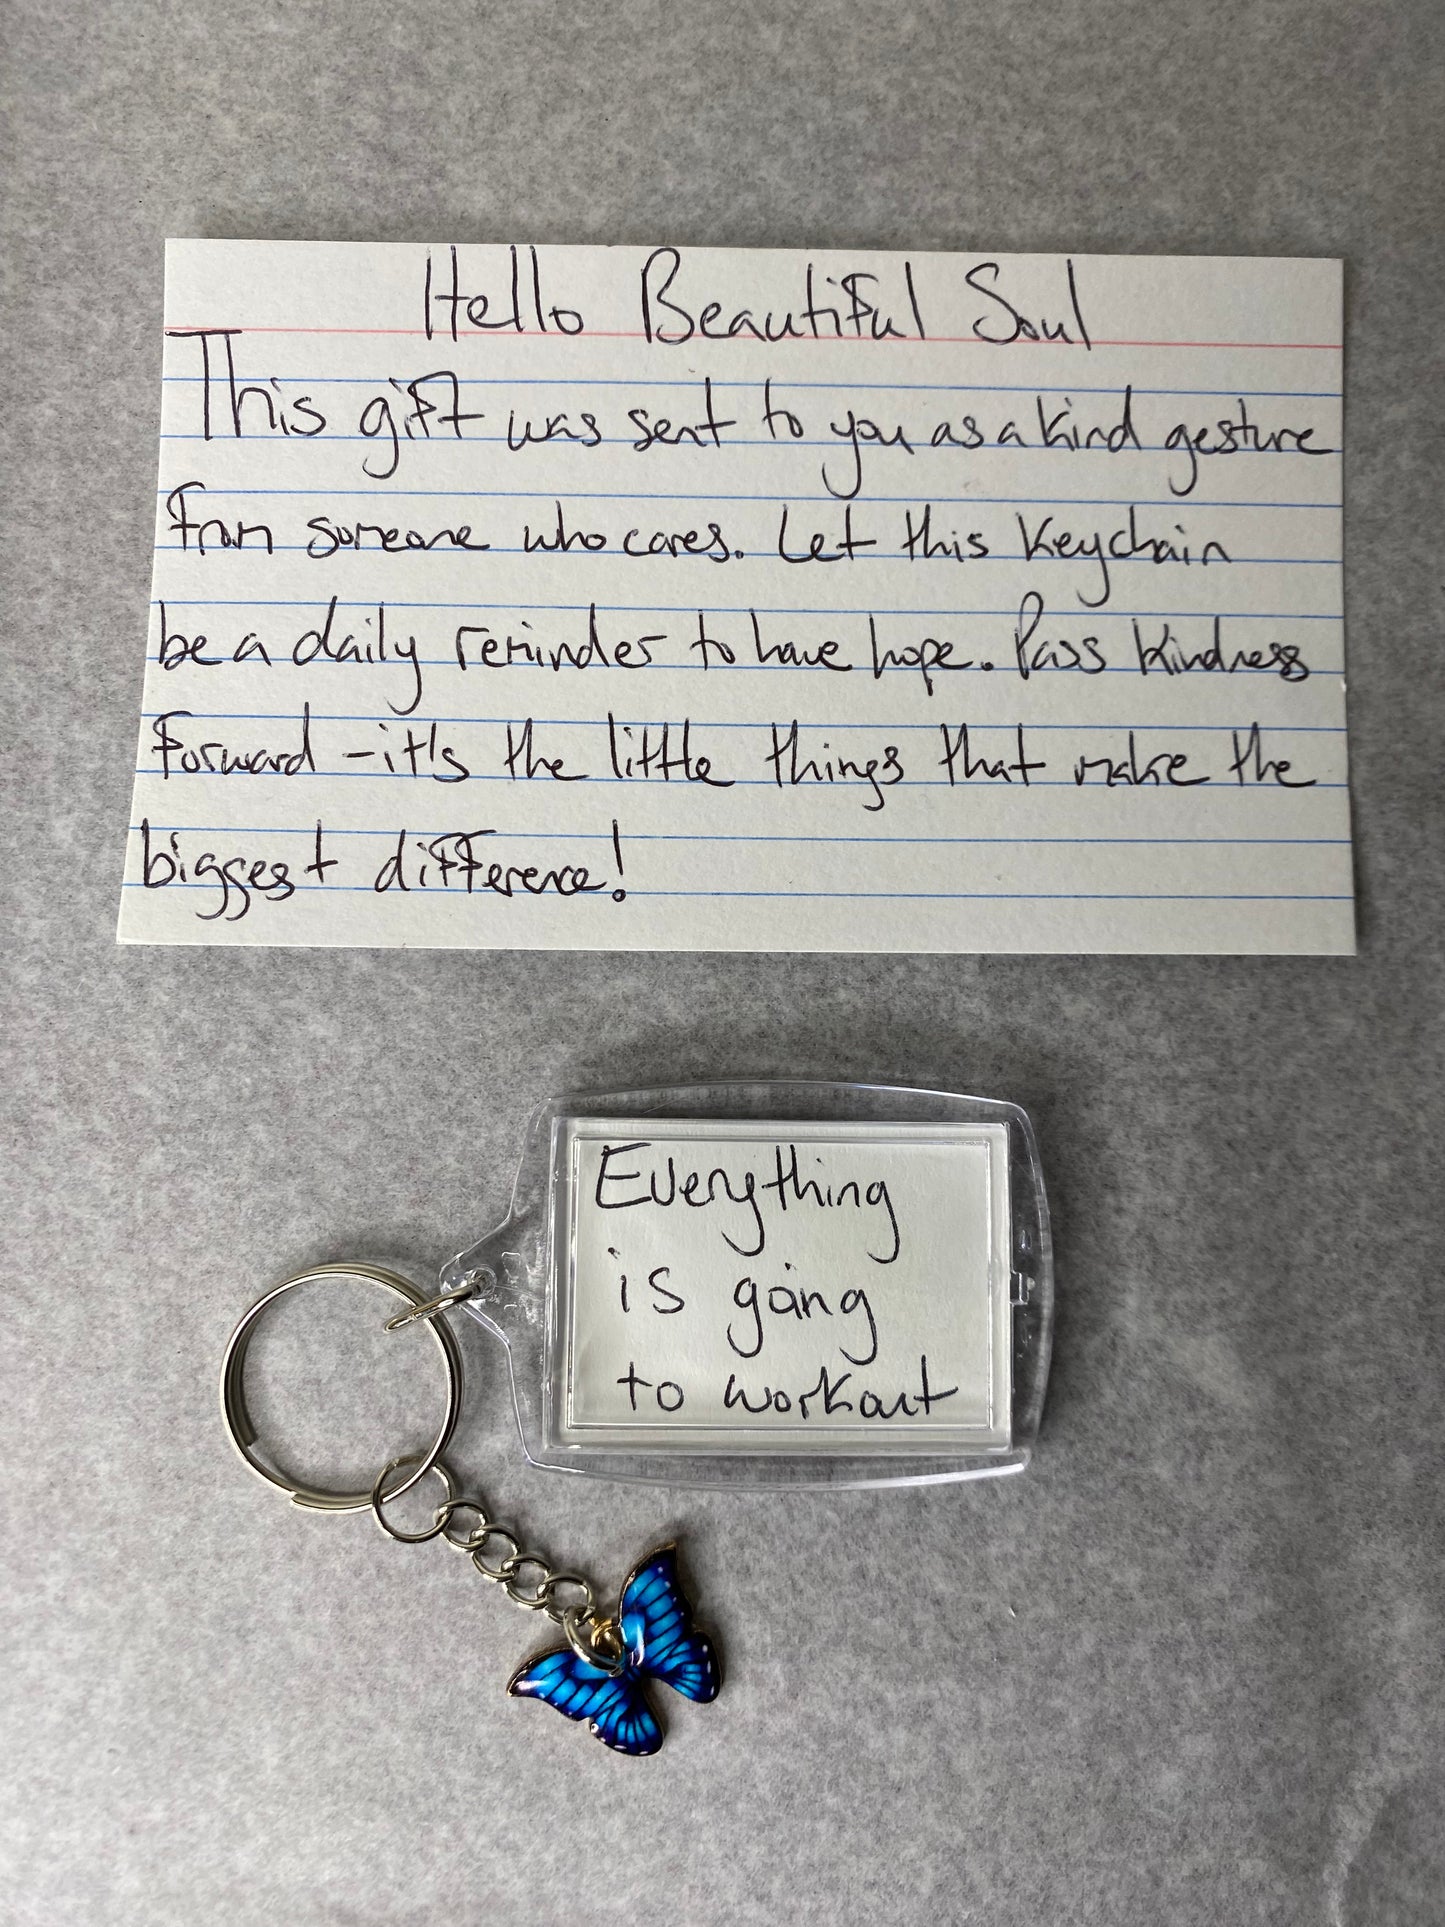 Hello Beautiful Soul
This gift was sent to you as a kind gesture
from someone who cares. Let this keychain
be a daily reminder to have hope. Pass kindness
forward - it's the little things that make the
biggest difference!
Everything
is going
to workout